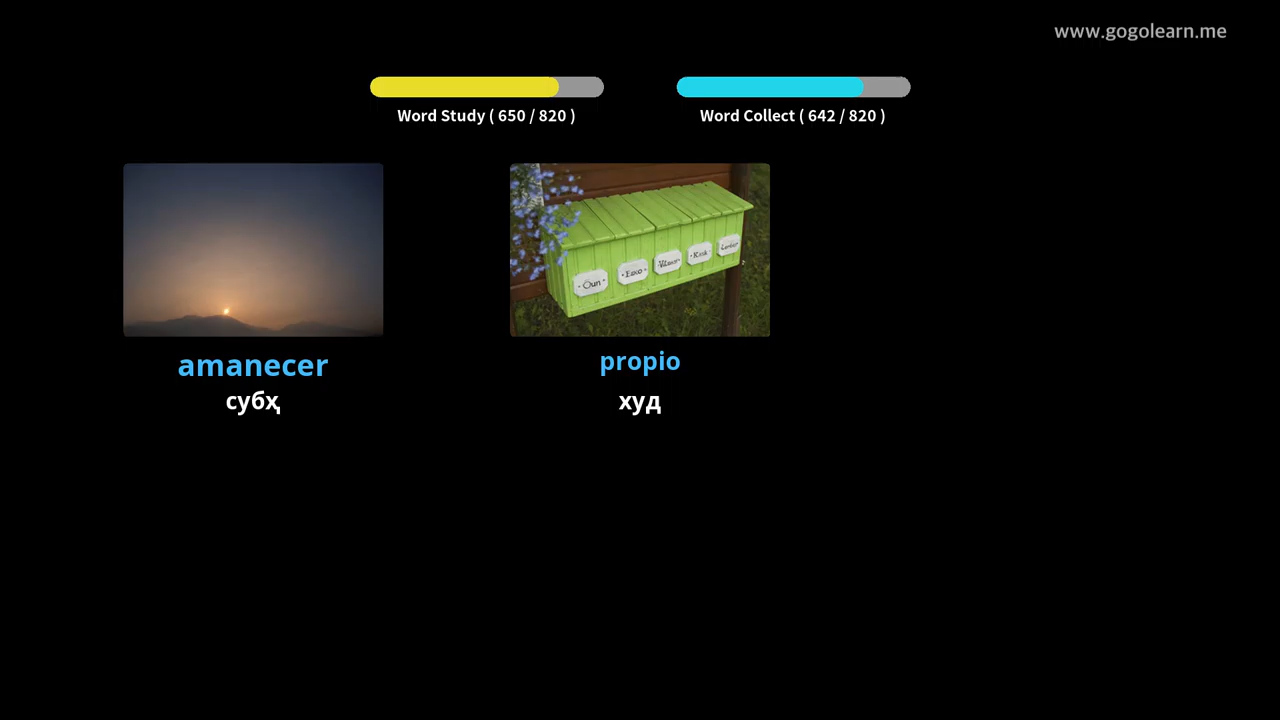 www.gogolearn.me
Word Study ( 650 / 820 )
Word Collect ( 642 / 820 )
amanecer
субҳ
propio
худ